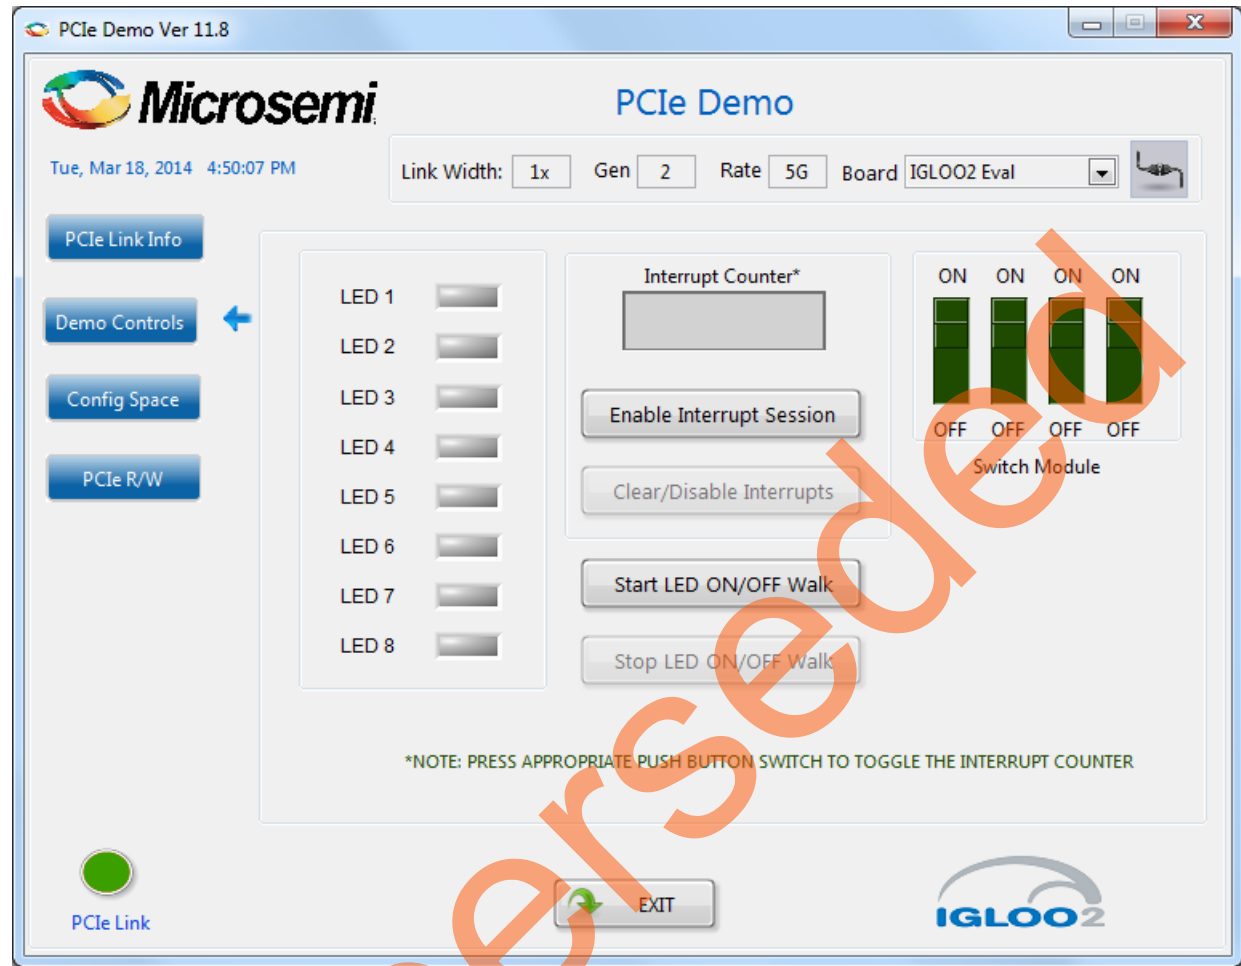 PCIe Demo Ver 11.8
Microsemi
PCIe Demo
Tue, Mar 18, 2014 4:50:07 PM
Link Width: 1x Gen 2 Rate 5G Board IGLOO2 Eval
PCIe Link Info
Demo Controls
Config Space
PCIe R/W
LED 1
LED 2
LED 3
LED 4
LED 5
LED 6
LED 7
LED 8
Interrupt Counter*
Enable Interrupt Session
Clear/Disable Interrupts
Start LED ON/OFF Walk
Stop LED ON/OFF Walk
ON ON ON ON
OFF OFF OFF OFF
Switch Module
*NOTE: PRESS APPROPRIATE PUSH BUTTON SWITCH TO TOGGLE THE INTERRUPT COUNTER
PCIe Link
EXIT
IGLOO2
erseded